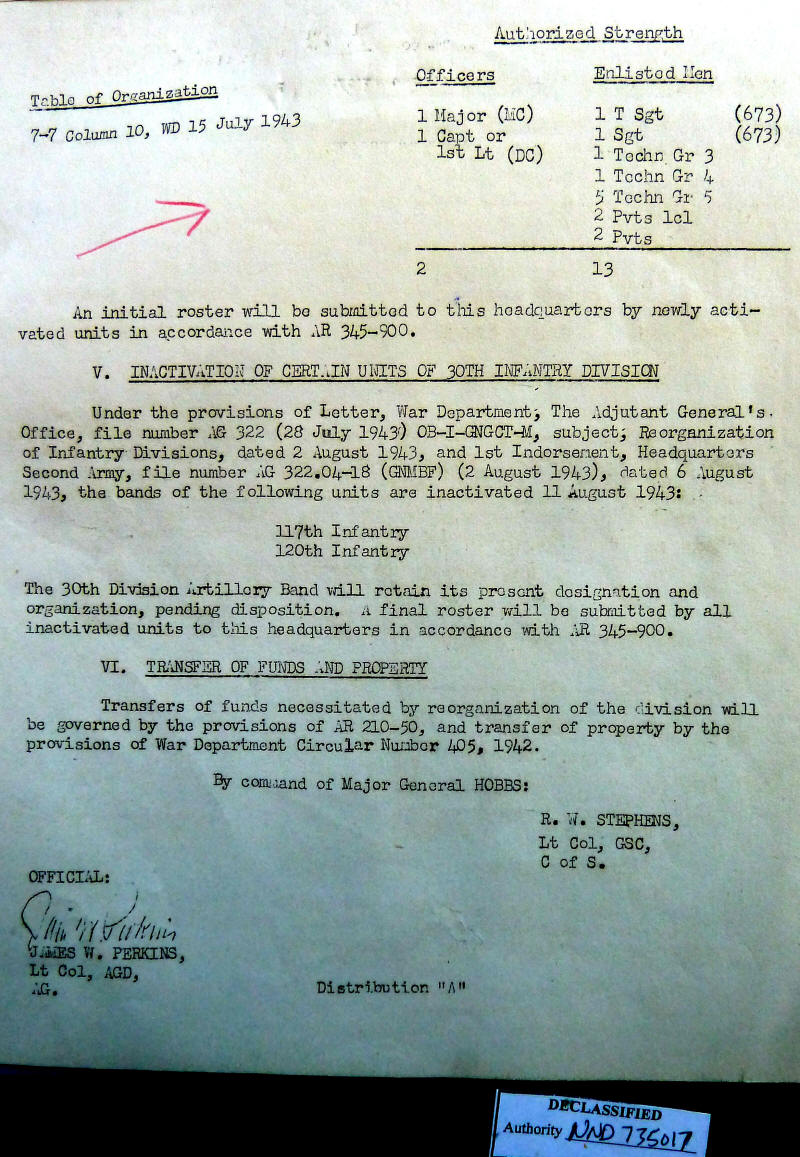 Authorized Strength
Officers Enlisted Men
Table of Organization
7-7 Column 10, WD 15 July 1943
1 Major (MC) 1 T Sgt (673)
1 Capt or 1 Sgt (673)
1st Lt (DC) 1 Techn Gr 3
1 Techn Gr 4
5 Techn Gr 5
2 Pvts 1cl
2 Pvts
2 13
An initial roster will be submitted to this headquarters by newly acti-
vated units in accordance with AR 345-900.
V. INACTIVATION OF CERTAIN UNITS OF 30TH INFANTRY DIVISION
Under the provisions of Letter, War Department, The Adjutant General's
Office, file number AG 322 (28 July 1943) OB-I-GNGCT-M, subject; Reorganization
of Infantry Divisions, dated 2 August 1943, and 1st Indorsement, Headquarters
Second Army, file number AG 322.04-18 (GNMBF) (2 August 1943), dated 6 August
1943, the bands of the following units are inactivated 11 August 1943:
117th Infantry
120th Infantry
The 30th Division Artillery Band will retain its present designation and
organization, pending disposition. A final roster will be submitted by all
inactivated units to this headquarters in accordance with AR 345-900.
VI. TRANSFER OF FUNDS AND PROPERTY
Transfers of funds necessitated by reorganization of the division will
be governed by the provisions of AR 210-50, and transfer of property by the
provisions of War Department Circular Number 405, 1942.
By command of Major General HOBBS:
R. W. STEPHENS,
Lt Col, GSC,
C of S.
OFFICIAL:
JAMES W. PERKINS,
Lt Col, AGD,
AG.
Distribution "A"
DECLASSIFIED
Authority NND 735017